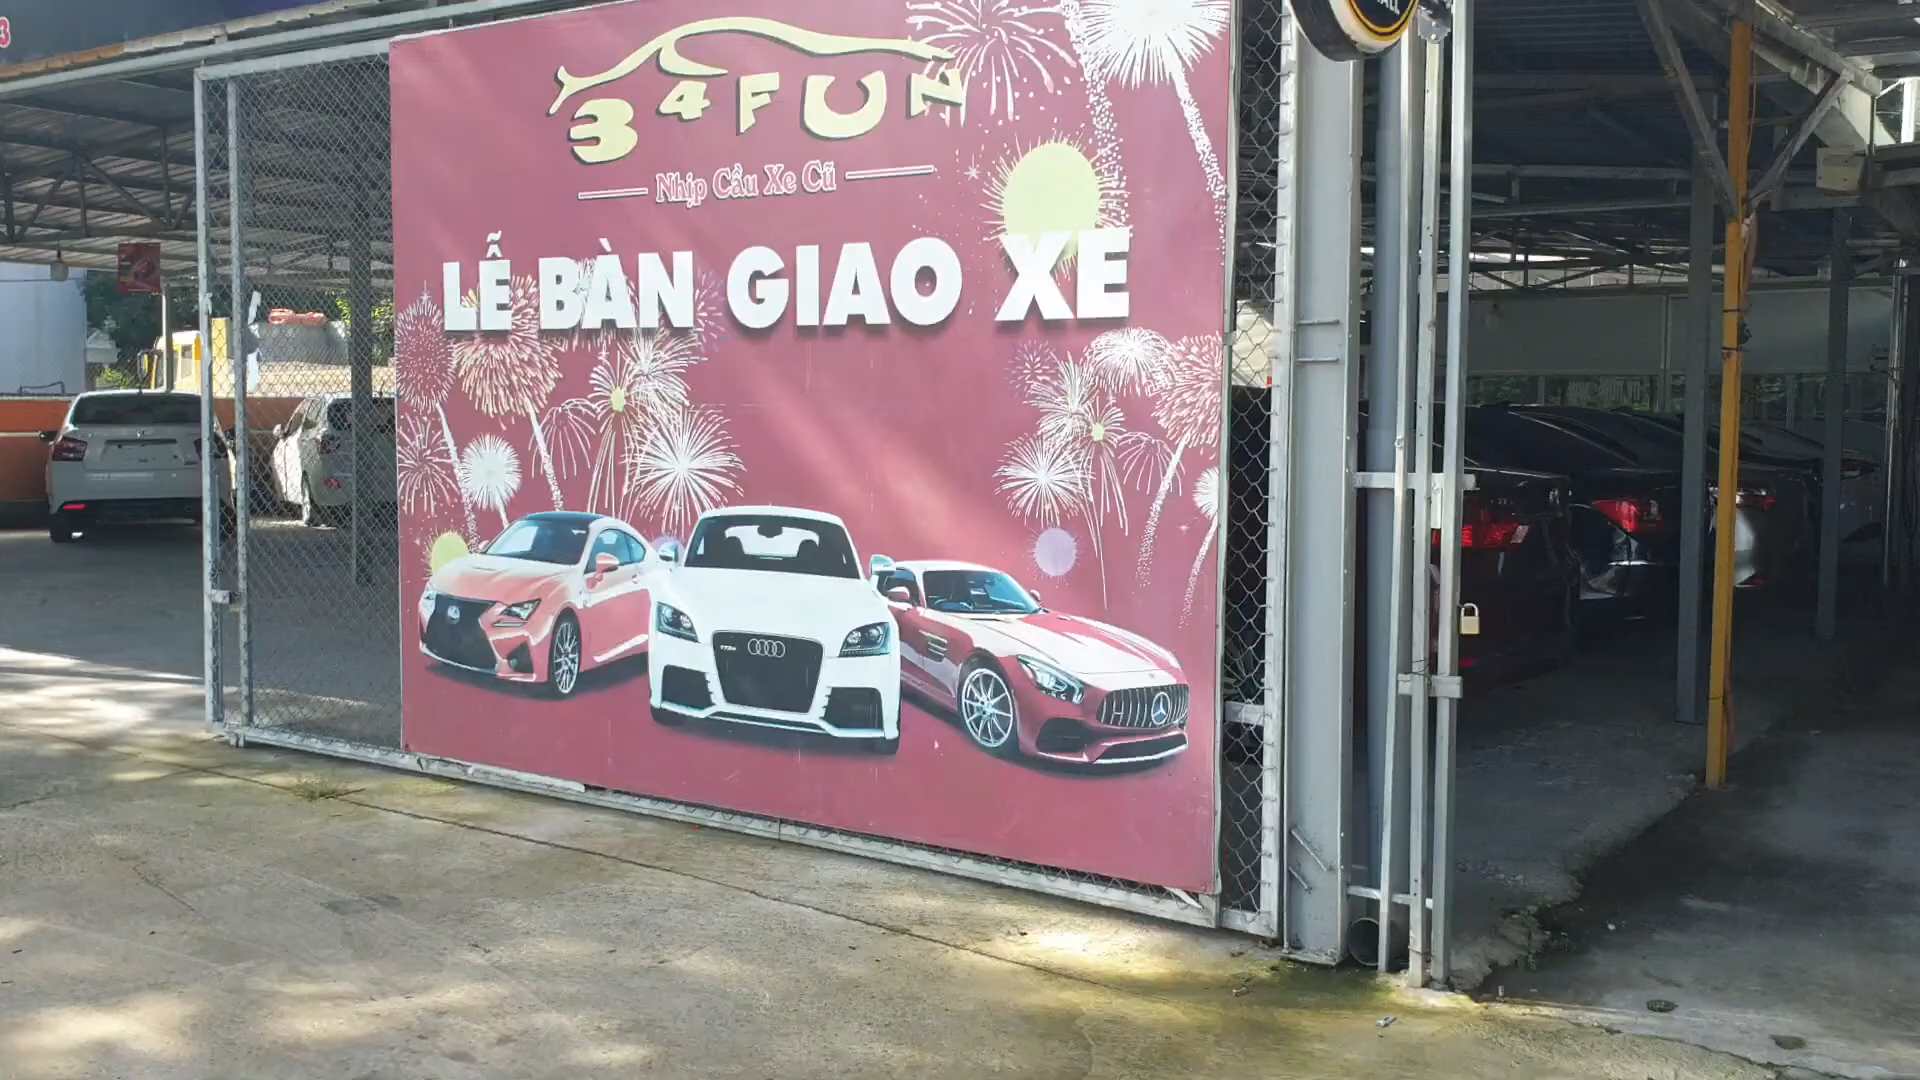 34FUN
Nhịp Cầu Xe Cũ
LỄ BÀN GIAO XE